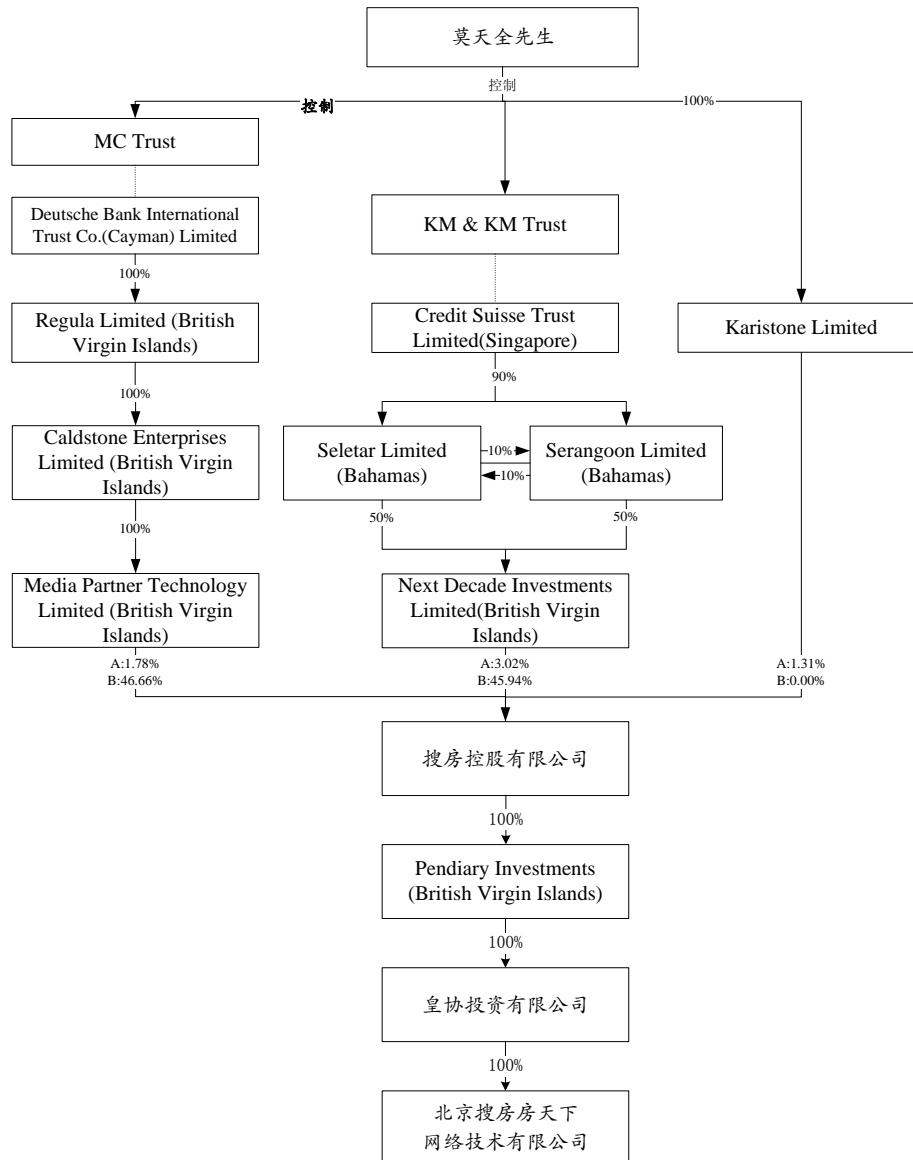 莫天全先生
控制
控制
100%
MC Trust
Deutsche Bank International
Trust Co.(Cayman) Limited
KM & KM Trust
100%
Regula Limited (British
Virgin Islands)
Credit Suisse Trust
Limited(Singapore)
Karistone Limited
90%
100%
Caldstone Enterprises
Limited (British Virgin
Islands)
Seletar Limited
(Bahamas)
10%
10%
Serangoon Limited
(Bahamas)
50%
50%
100%
Media Partner Technology
Limited (British Virgin
Islands)
Next Decade Investments
Limited(British Virgin
Islands)
A:1.78%
B:46.66%
A:3.02%
B:45.94%
A:1.31%
B:0.00%
搜房控股有限公司
100%
Pendiary Investments
(British Virgin Islands)
100%
皇协投资有限公司
100%
北京搜房房天下
网络技术有限公司